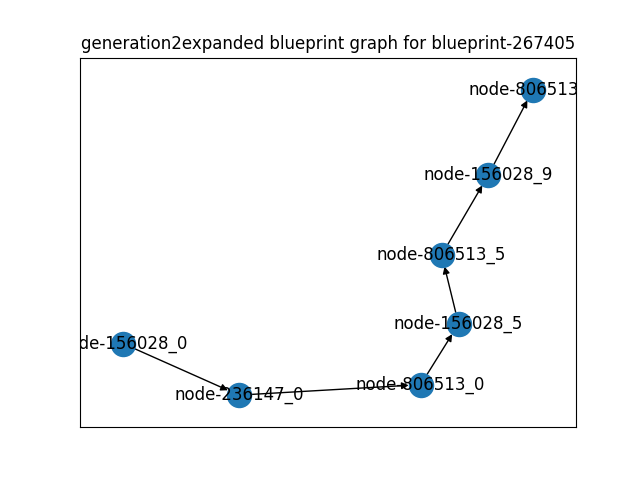 generation2expanded blueprint graph for blueprint-267405
node-806513
node-156028_9
node-806513_5
node-156028_5
de-156028_0
node-806513_0
node-236147_0